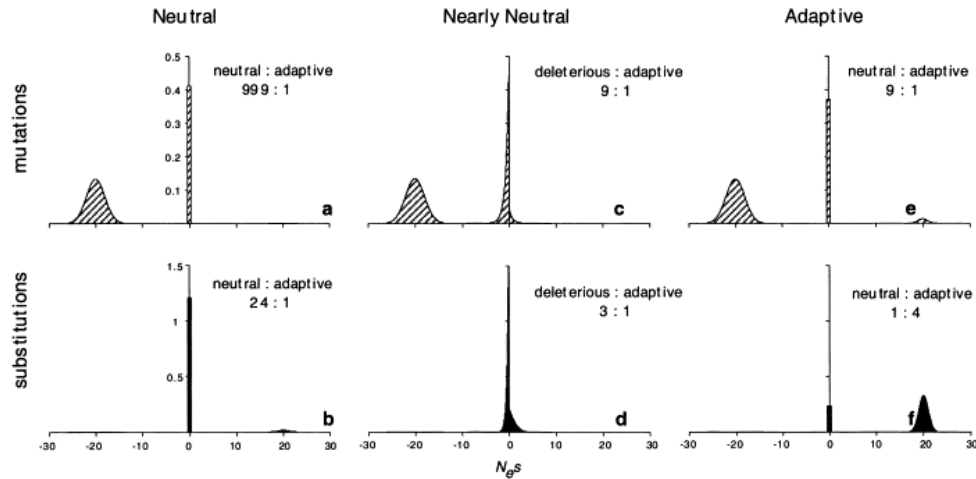 Neutral
Nearly Neutral
Adaptive
mutations
0.5
0.4
0.3
0.2
0.1
neutral : adaptive
999 : 1
a
deleterious : adaptive
9 : 1
c
neutral : adaptive
9 : 1
e
substitutions
1.5
1
0.5
neutral : adaptive
24 : 1
b
deleterious : adaptive
3 : 1
d
neutral : adaptive
1 : 4
f
-30 -20 -10 0 10 20 30
-20 -10 0 10 20 30
-20 -10 0 10 20 30
Nes